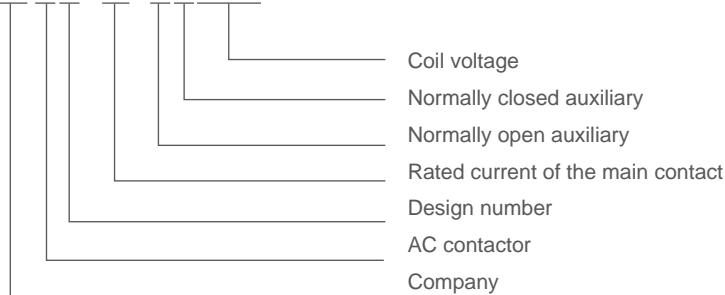 Coil voltage
Normally closed auxiliary
Normally open auxiliary
Rated current of the main contact
Design number
AC contactor
Company